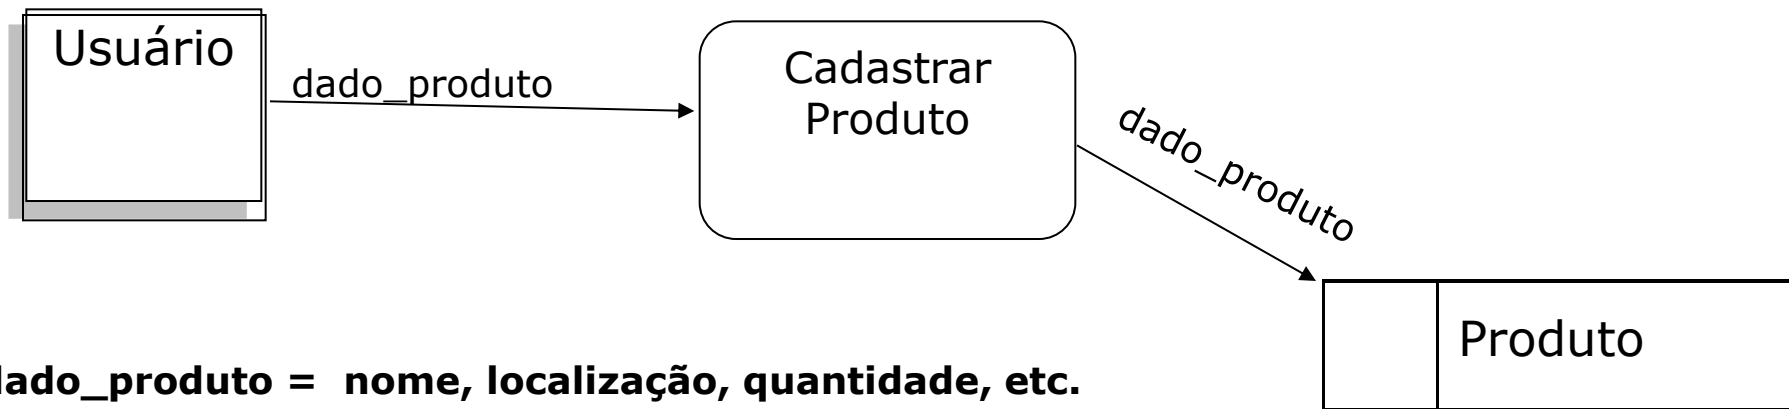 Usuário
dado_produto
Cadastrar
Produto
dado_produto
Produto
dado_produto = nome, localização, quantidade, etc.